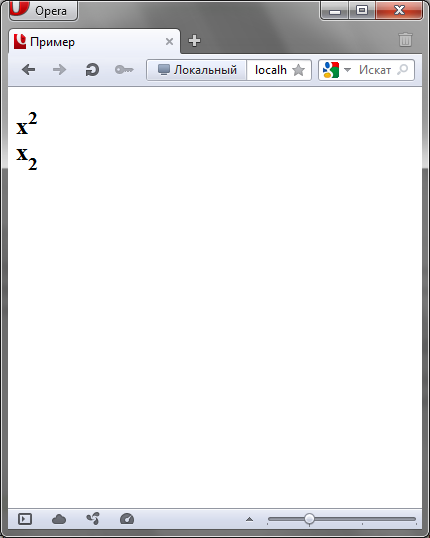 Opera
Пример
Локальный localh Искат
x²
x₂